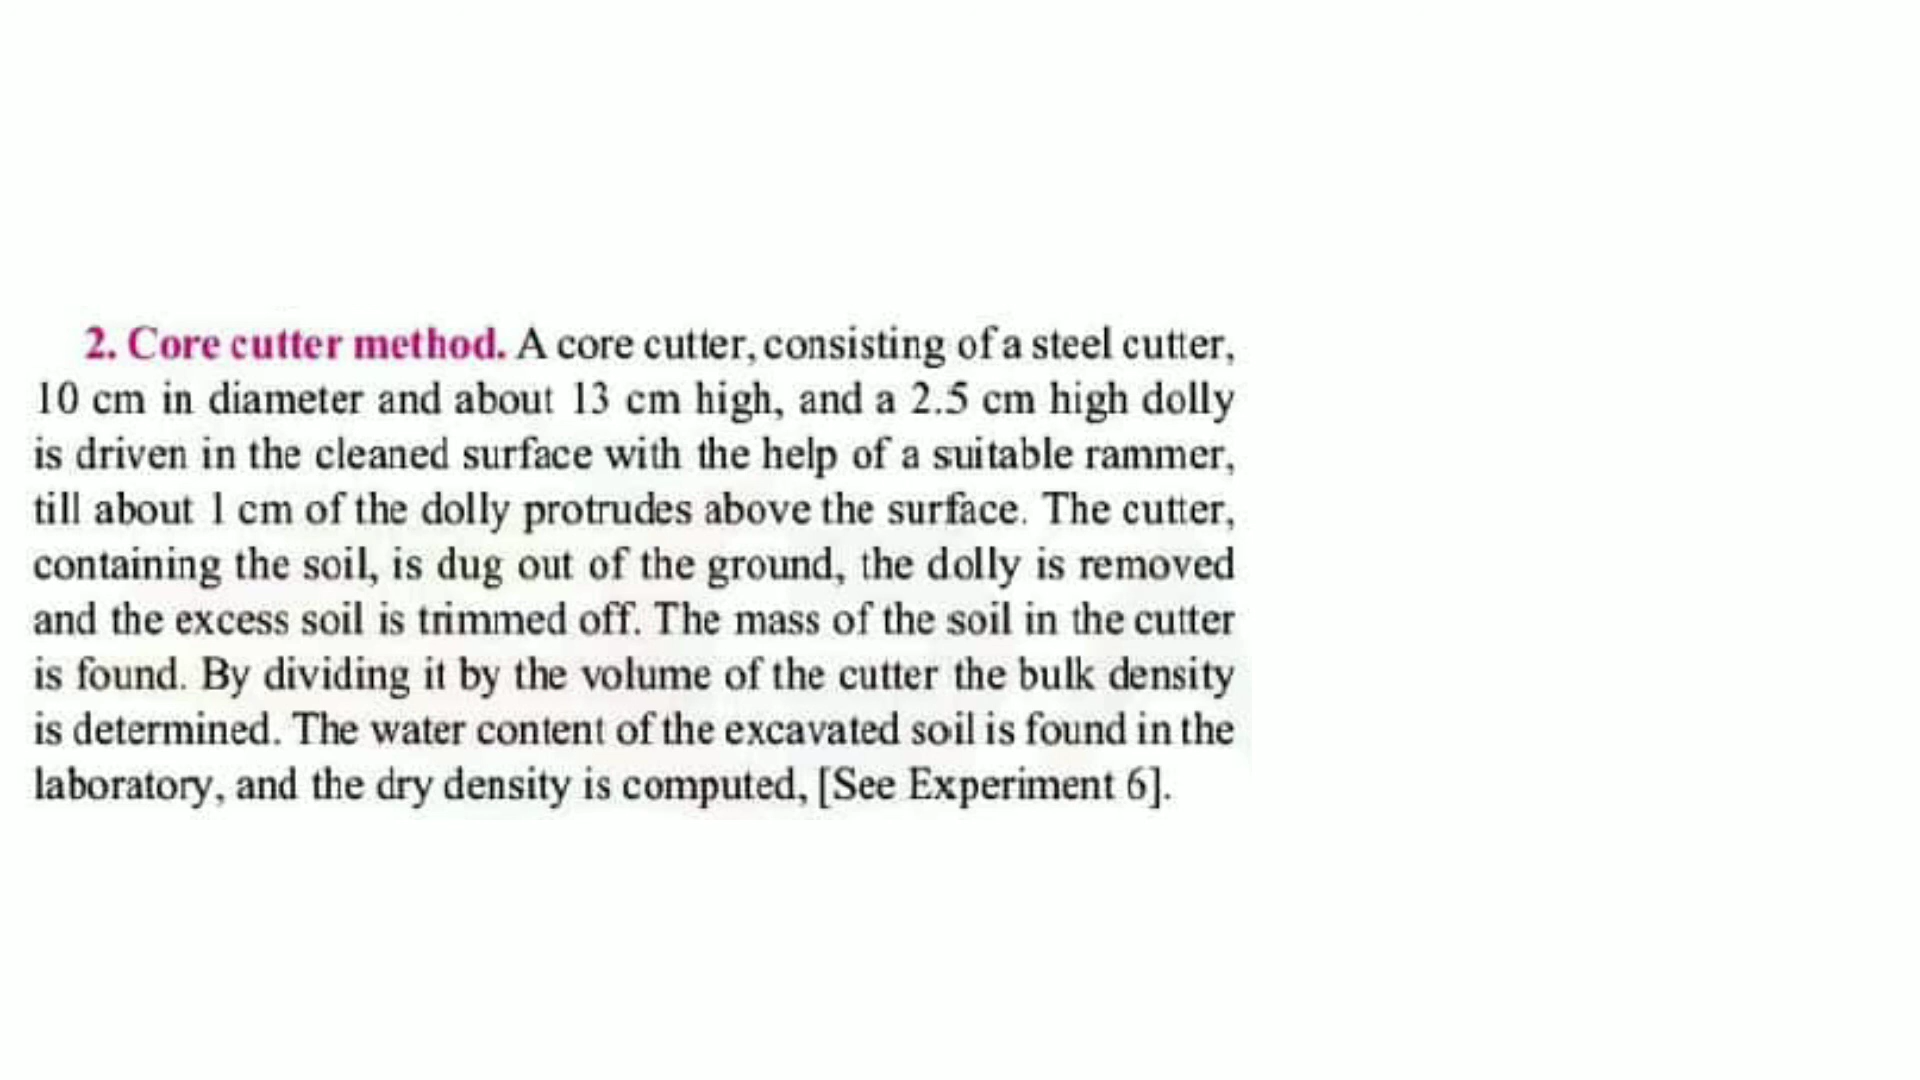 2. Core cutter method. A core cutter, consisting of a steel cutter,
10 cm in diameter and about 13 cm high, and a 2.5 cm high dolly
is driven in the cleaned surface with the help of a suitable rammer,
till about 1 cm of the dolly protrudes above the surface. The cutter,
containing the soil, is dug out of the ground, the dolly is removed
and the excess soil is trimmed off. The mass of the soil in the cutter
is found. By dividing it by the volume of the cutter the bulk density
is determined. The water content of the excavated soil is found in the
laboratory, and the dry density is computed, [See Experiment 6].